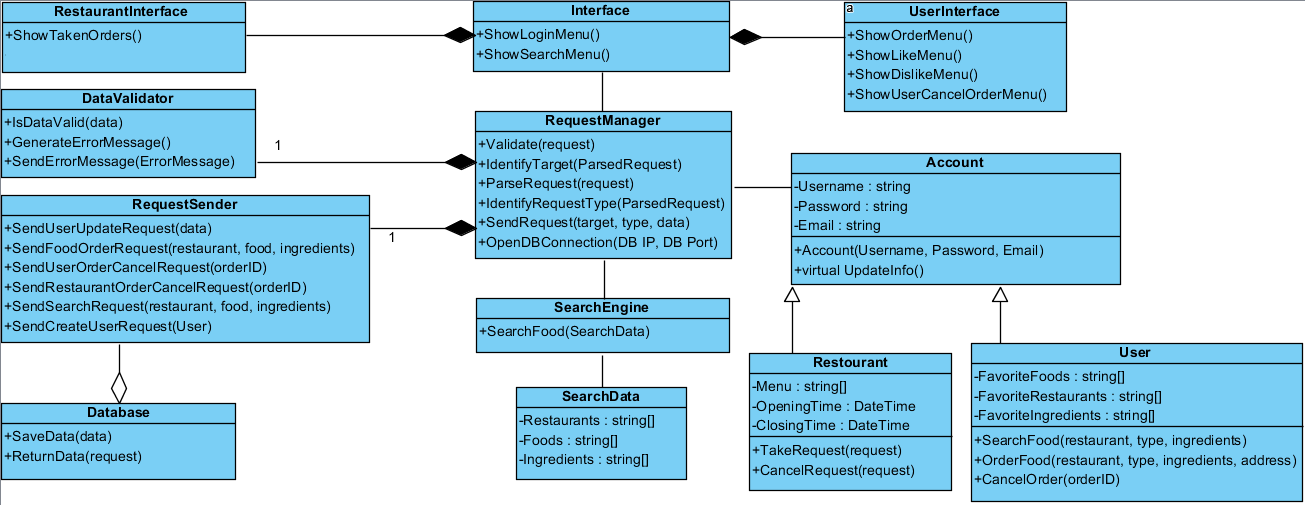 RestaurantInterface
+ShowTakenOrders()
Interface
+ShowLoginMenu()
+ShowSearchMenu()
a
UserInterface
+ShowOrderMenu()
+ShowLikeMenu()
+ShowDislikeMenu()
+ShowUserCancelOrderMenu()
DataValidator
+IsDataValid(data)
+GenerateErrorMessage()
+SendErrorMessage(ErrorMessage)
1
RequestManager
+Validate(request)
+IdentifyTarget(ParsedRequest)
+ParseRequest(request)
+IdentifyRequestType(ParsedRequest)
+SendRequest(target, type, data)
+OpenDBConnection(DB IP, DB Port)
Account
-Username : string
-Password : string
-Email : string
+Account(Username, Password, Email)
+virtual UpdateInfo()
RequestSender
+SendUserUpdateRequest(data)
+SendFoodOrderRequest(restaurant, food, ingredients)
+SendUserOrderCancelRequest(orderID)
+SendRestaurantOrderCancelRequest(orderID)
+SendSearchRequest(restaurant, food, ingredients)
+SendCreateUserRequest(User)
1
SearchEngine
+SearchFood(SearchData)
SearchData
-Restaurants : string[]
-Foods : string[]
-Ingredients : string[]
Restourant
-Menu : string[]
-OpeningTime : DateTime
-ClosingTime : DateTime
+TakeRequest(request)
+CancelRequest(request)
User
-FavoriteFoods : string[]
-FavoriteRestaurants : string[]
-FavoriteIngredients : string[]
+SearchFood(restaurant, type, ingredients)
+OrderFood(restaurant, type, ingredients, address)
+CancelOrder(orderID)
Database
+SaveData(data)
+ReturnData(request)